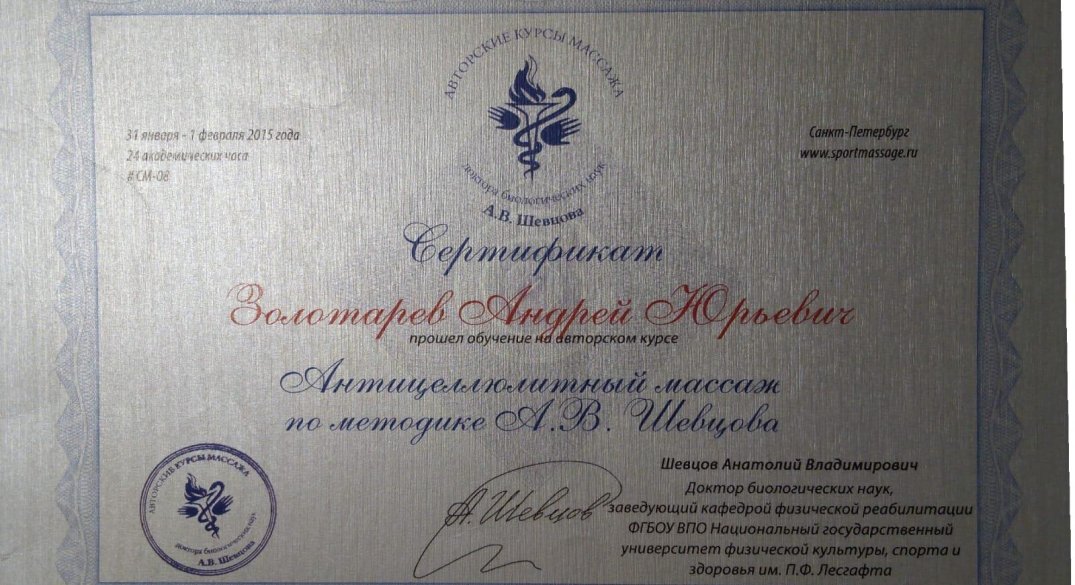 АВТОРСКИЕ КУРСЫ МАССАЖА
доктора биологических наук
А.В. Шевцова
31 января - 1 февраля 2015 года
24 академических часа
# СМ-08
Санкт-Петербург
www.sportmassage.ru
Сертификат
Золотарев Андрей Юрьевич
прошел обучение на авторском курсе
Антицеллюлитный массаж
по методике А.В. Шевцова
АВТОРСКИЕ КУРСЫ МАССАЖА
доктора биологических наук
А.В. Шевцова
А. Шевцов
Шевцов Анатолий Владимирович
Доктор биологических наук,
заведующий кафедрой физической реабилитации
ФГБОУ ВПО Национальный государственный
университет физической культуры, спорта и
здоровья им. П.Ф. Лесгафта